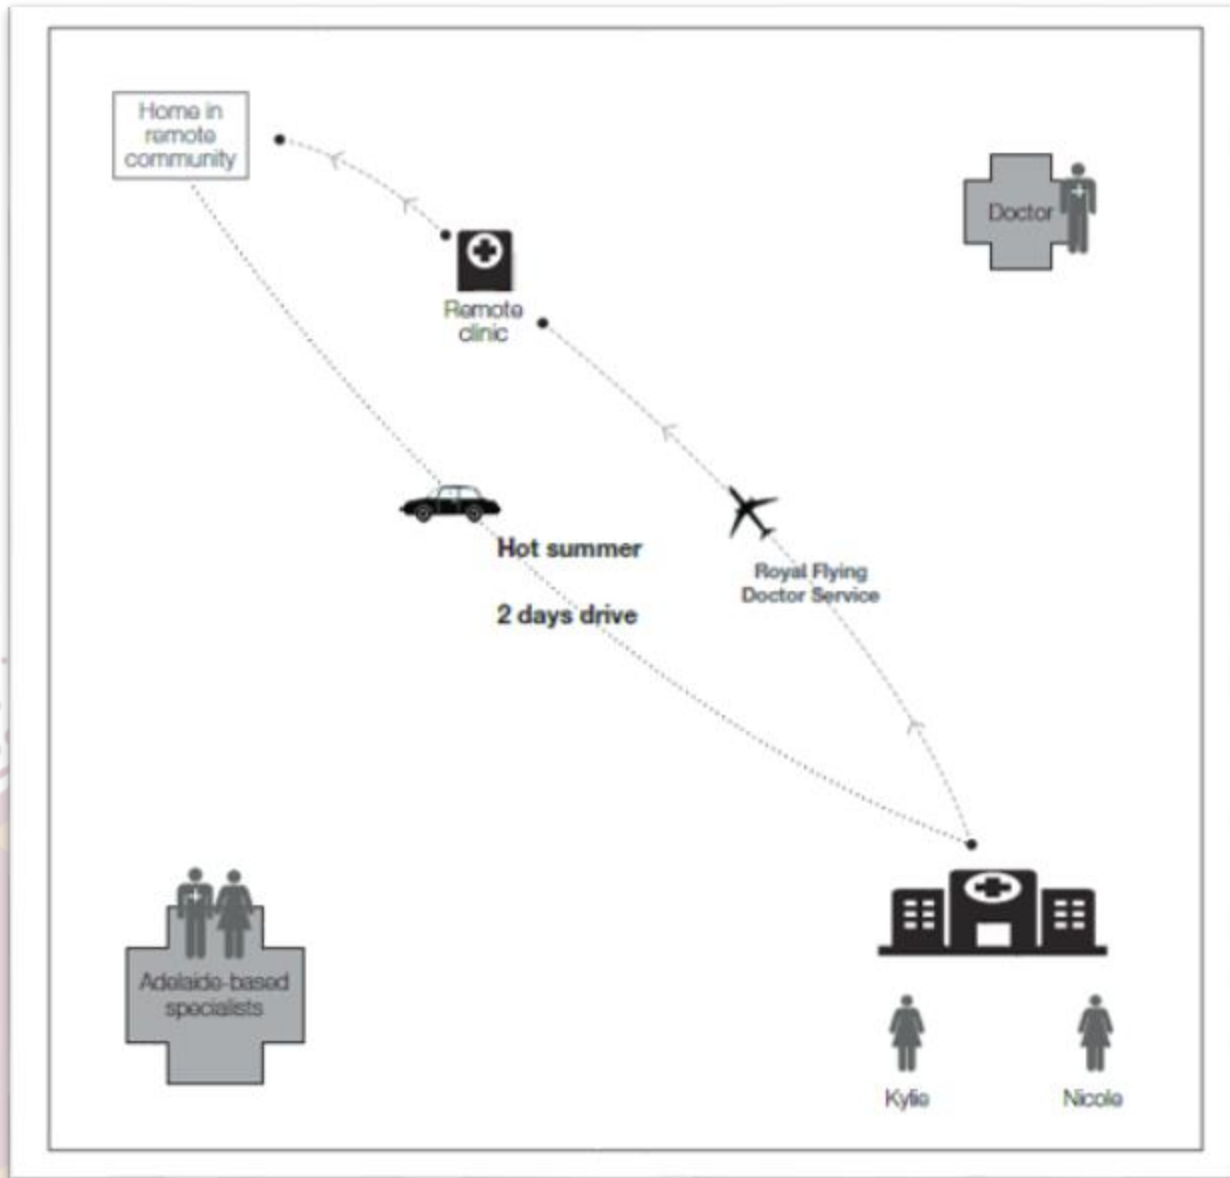 Home in
remote
community
Doctor
Remote
clinic
Hot summer
2 days drive
Royal Flying
Doctor Service
Adelaide-based
specialists
Kylie
Nicole